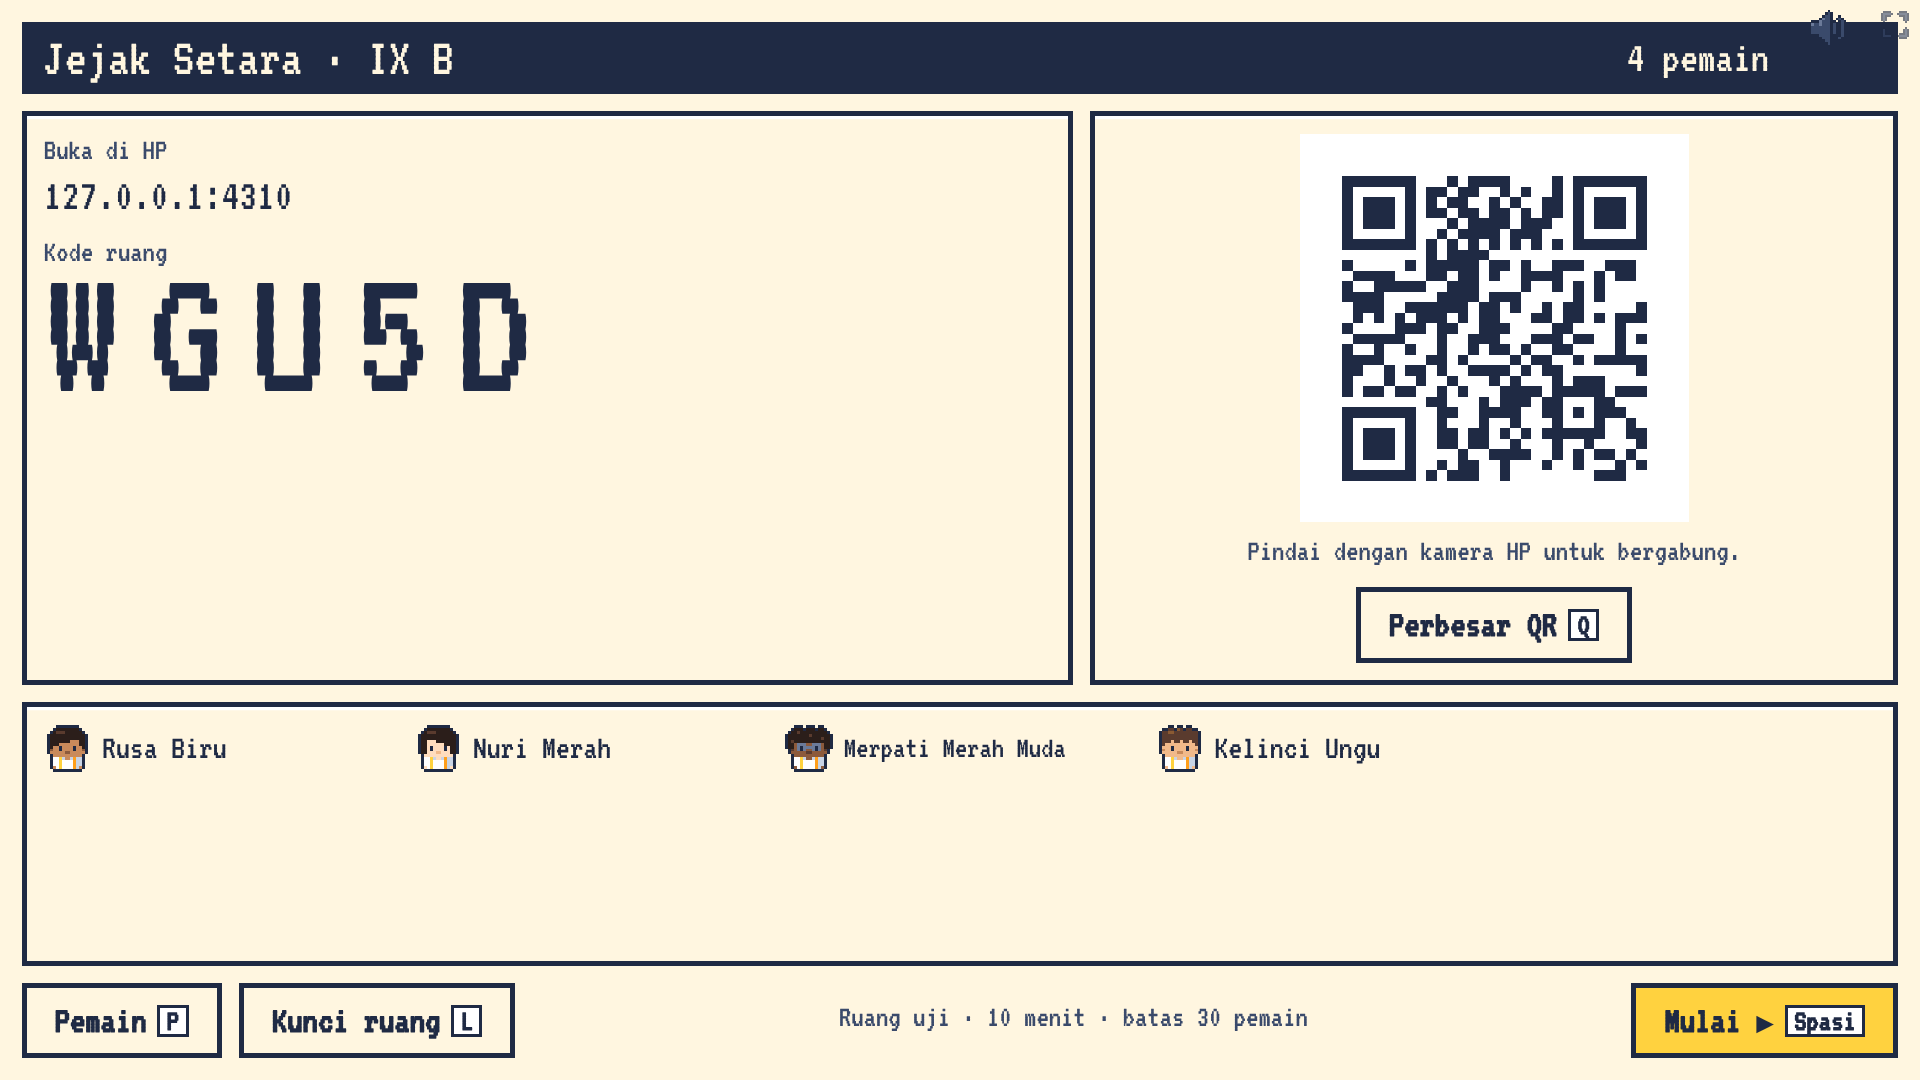 Jejak Setara · IX B
4 pemain
Buka di HP
127.0.0.1:4310
Kode ruang
WGU5D
Pindai dengan kamera HP untuk bergabung.
Perbesar QR Q
Rusa Biru
Nuri Merah
Merpati Merah Muda
Kelinci Ungu
Pemain P
Kunci ruang L
Ruang uji · 10 menit · batas 30 pemain
Mulai ▶ Spasi